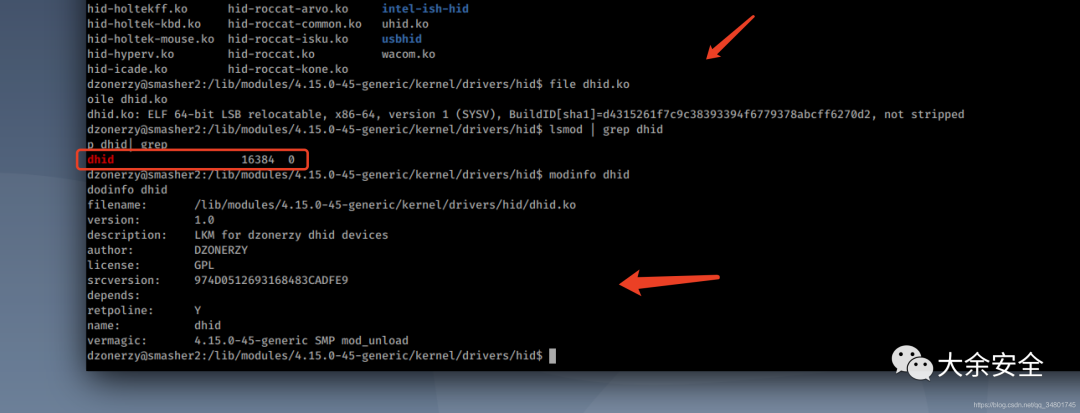 hid-holtekff.ko hid-roccat-arvo.ko intel-ish-hid
hid-holtek-kbd.ko hid-roccat-common.ko uhid.ko
hid-holtek-mouse.ko hid-roccat-isku.ko usbhid
hid-hyperv.ko hid-roccat.ko wacom.ko
hid-icade.ko hid-roccat-kone.ko
dzonerzy@smasher2:/lib/modules/4.15.0-45-generic/kernel/drivers/hid$ file dhid.ko
oile dhid.ko
dhid.ko: ELF 64-bit LSB relocatable, x86-64, version 1 (SYSV), BuildID[sha1]=d4315261f7c9c38393394f6779378abcff6270d2, not stripped
dzonerzy@smasher2:/lib/modules/4.15.0-45-generic/kernel/drivers/hid$ lsmod | grep dhid
p dhid| grep
dhid 16384 0
dzonerzy@smasher2:/lib/modules/4.15.0-45-generic/kernel/drivers/hid$ modinfo dhid
dodinfo dhid
filename: /lib/modules/4.15.0-45-generic/kernel/drivers/hid/dhid.ko
version: 1.0
description: LKM for dzonerzy dhid devices
author: DZONERZY
license: GPL
srcversion: 974D0512693168483CADFE9
depends:
retpoline: Y
name: dhid
vermagic: 4.15.0-45-generic SMP mod_unload
dzonerzy@smasher2:/lib/modules/4.15.0-45-generic/kernel/drivers/hid$
大余安全
https://blog.csdn.net/qq_34801745